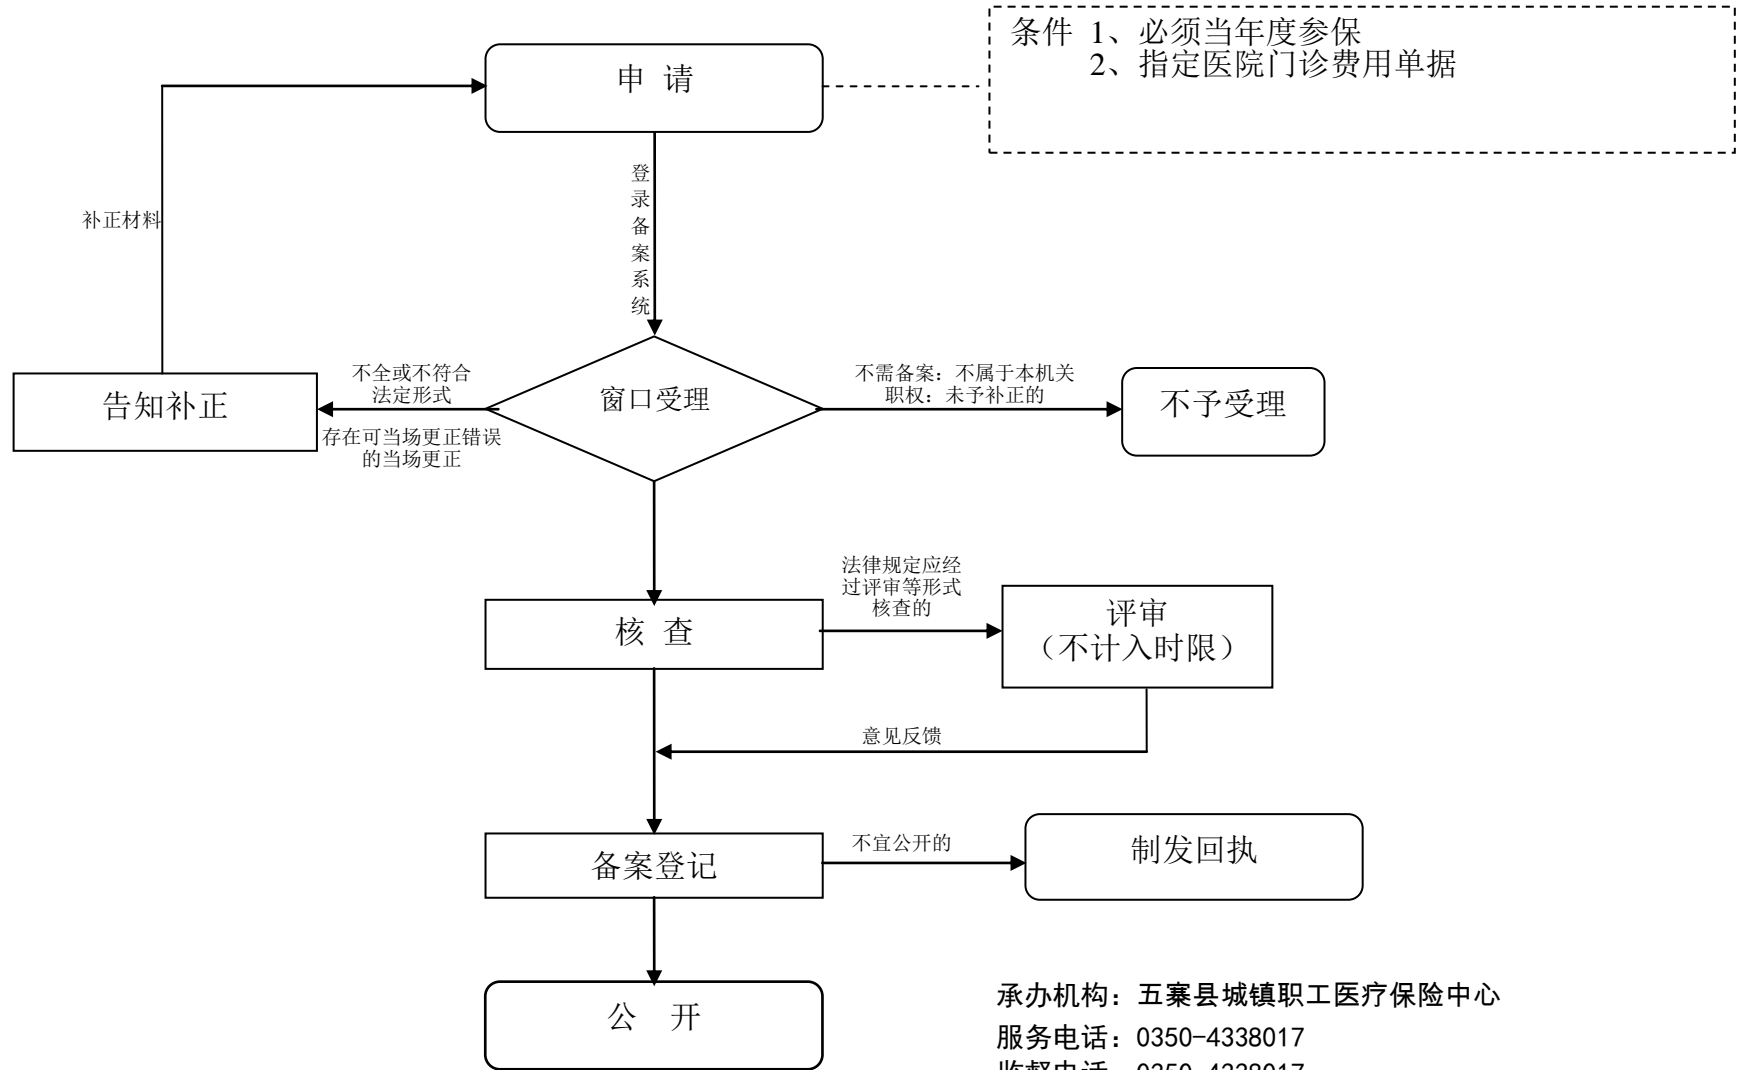 条件 1、必须当年度参保
2、指定医院门诊费用单据
申 请
登
录
备
案
系
统
补正材料
告知补正
不全或不符合
法定形式
存在可当场更正错误
的当场更正
窗口受理
不需备案：不属于本机关
职权：未予补正的
不予受理
核 查
法律规定应经
过评审等形式
核查的
评审
（不计入时限）
意见反馈
备案登记
不宜公开的
制发回执
公 开
承办机构：五寨县城镇职工医疗保险中心
服务电话：0350-4338017
监督电话：0350-4338017